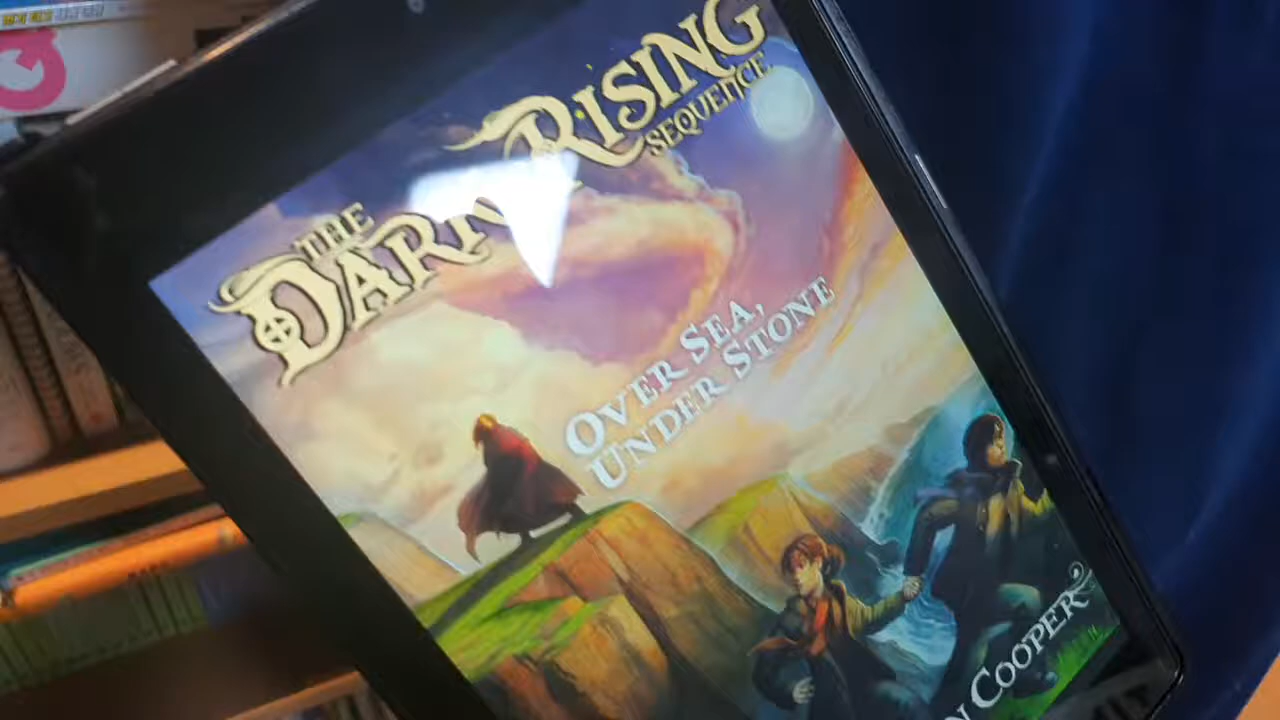 THE
DARK RISING
SEQUENCE
OVER SEA,
UNDER STONE
N COOPER